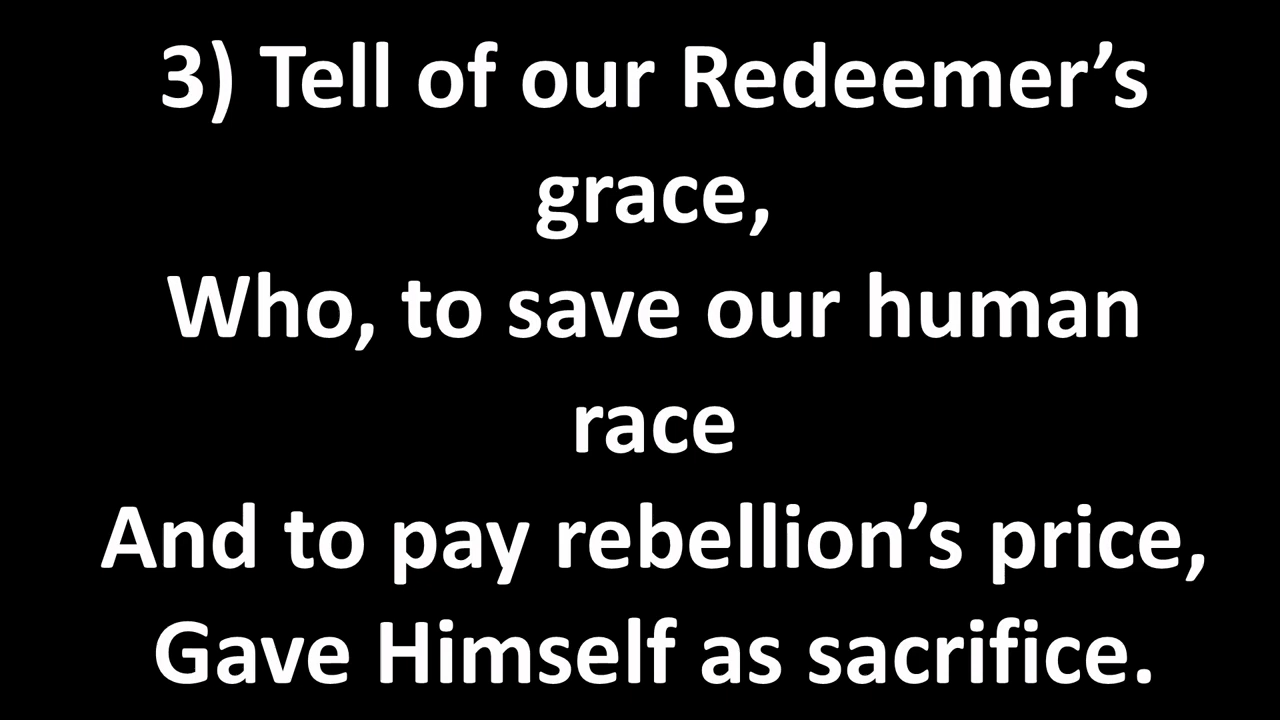 3) Tell of our Redeemer’s
grace,
Who, to save our human
race
And to pay rebellion’s price,
Gave Himself as sacrifice.